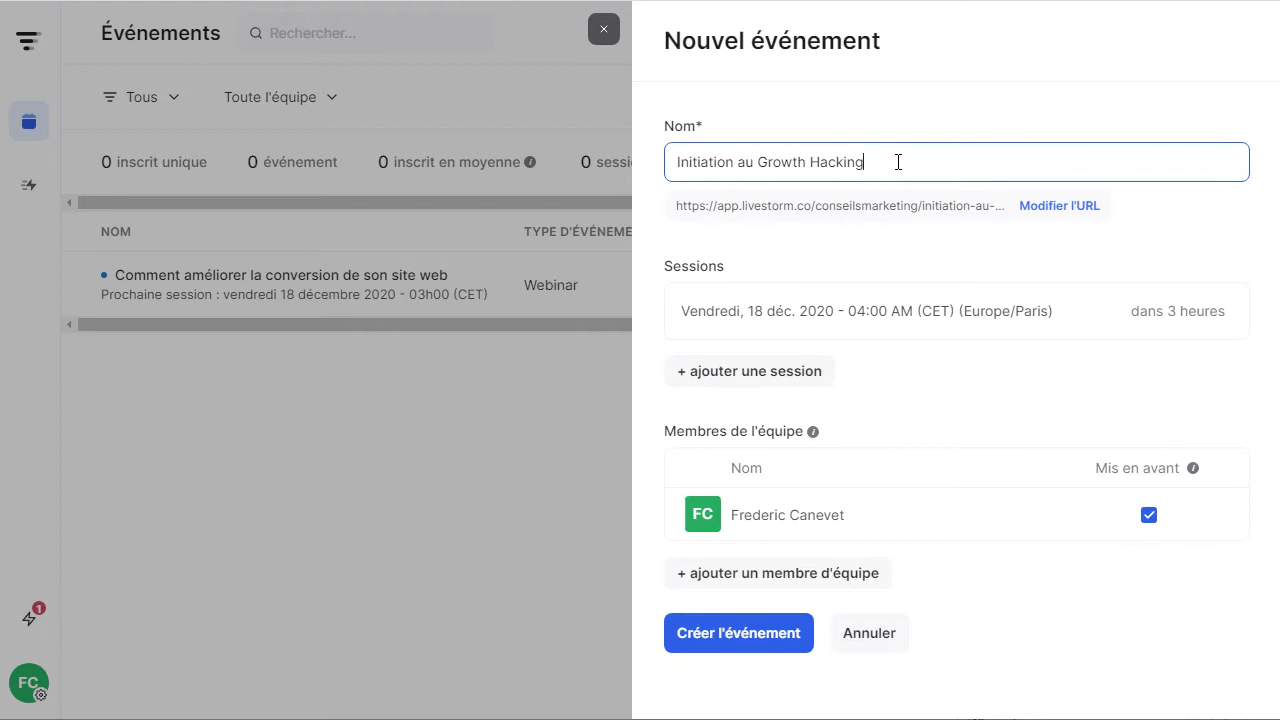 Événements
Rechercher...
Tous
Toute l'équipe
0 inscrit unique
0 événement
0 inscrit en moyenne
0
NOM
TYPE
Comment améliorer la conversion de son site web
Prochaine session : vendredi 18 décembre 2020 - 03h00 (CET)
Webinar
1
FC
Nouvel événement
Nom*
Initiation au Growth Hacking
https://app.livestorm.co/conseilsmarketing/initiation-au-...
Modifier l'URL
Sessions
Vendredi, 18 déc. 2020 - 04:00 AM (CET) (Europe/Paris)
dans 3 heures
+ ajouter une session
Membres de l'équipe
Nom
Mis en avant
FC
Frederic Canevet
+ ajouter un membre d'équipe
Créer l'événement
Annuler